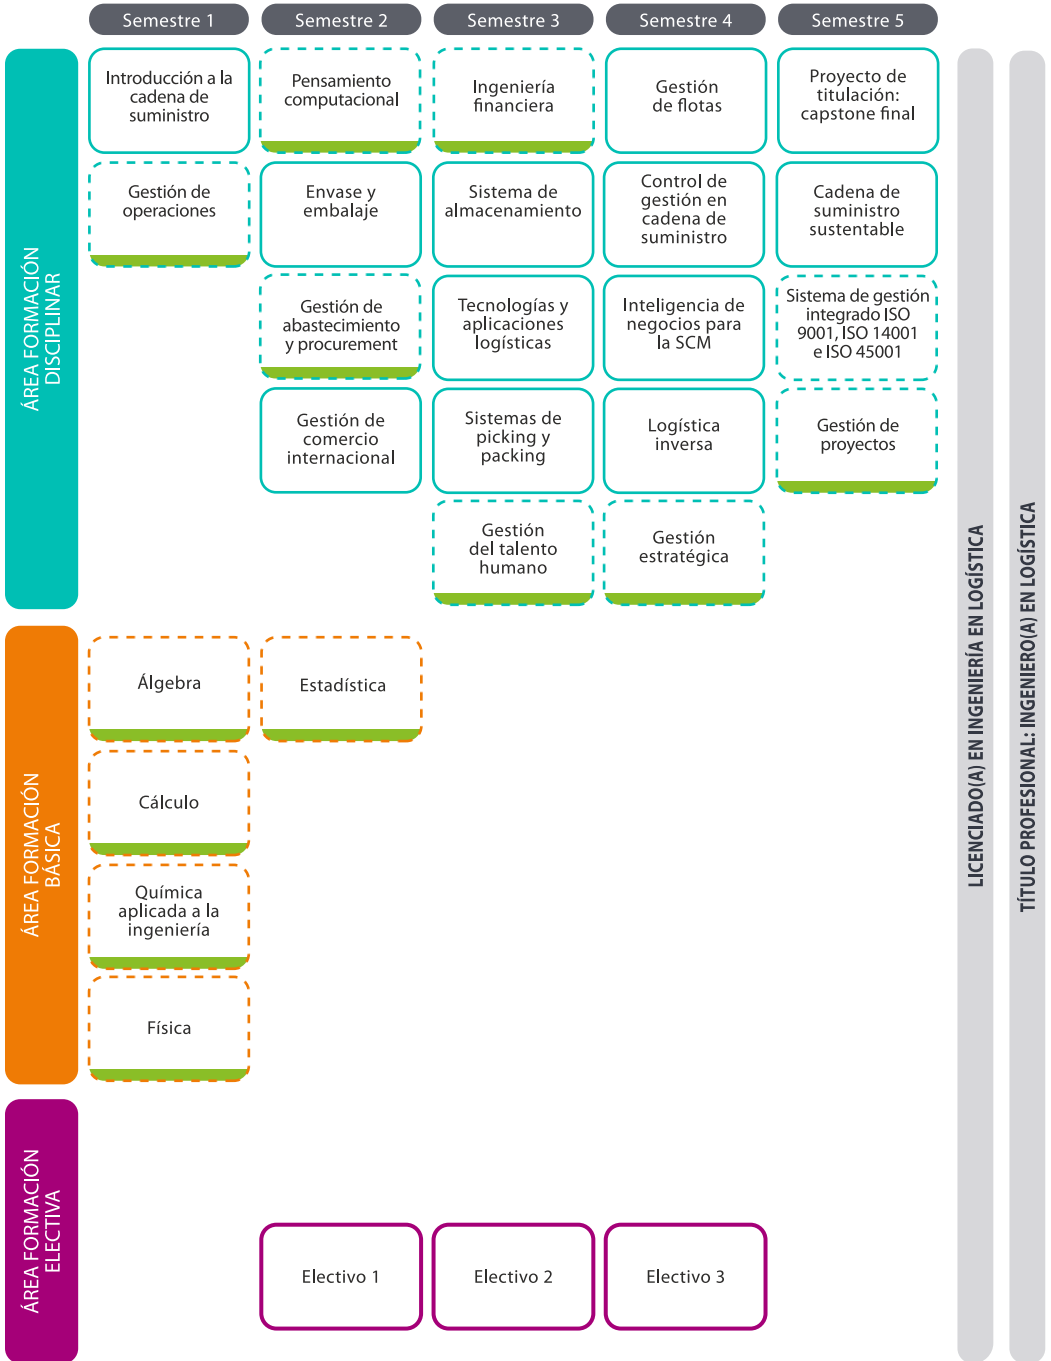 Semestre 1
Semestre 2
Semestre 3
Semestre 4
Semestre 5
ÁREA FORMACIÓN
DISCIPLINAR
Introducción a la
cadena de
suministro
Pensamiento
computacional
Ingeniería
financiera
Gestión
de flotas
Proyecto de
titulación:
capstone final
Gestión de
operaciones
Envase y
embalaje
Sistema de
almacenamiento
Control de
gestión en
cadena de
suministro
Cadena de
suministro
sustentable
Gestión de
abastecimiento
y procurement
Tecnologías y
aplicaciones
logísticas
Inteligencia de
negocios para
la SCM
Sistema de gestión
integrado ISO
9001, ISO 14001
e ISO 45001
Gestión de
comercio
internacional
Sistemas de
picking y
packing
Logística
inversa
Gestión de
proyectos
Gestión
del talento
humano
Gestión
estratégica
ÁREA FORMACIÓN
BÁSICA
Álgebra
Estadística
Cálculo
Química
aplicada a la
ingeniería
Física
ÁREA FORMACIÓN
ELECTIVA
Electivo 1
Electivo 2
Electivo 3
LICENCIADO(A) EN INGENIERÍA EN LOGÍSTICA
TÍTULO PROFESIONAL: INGENIERO(A) EN LOGÍSTICA